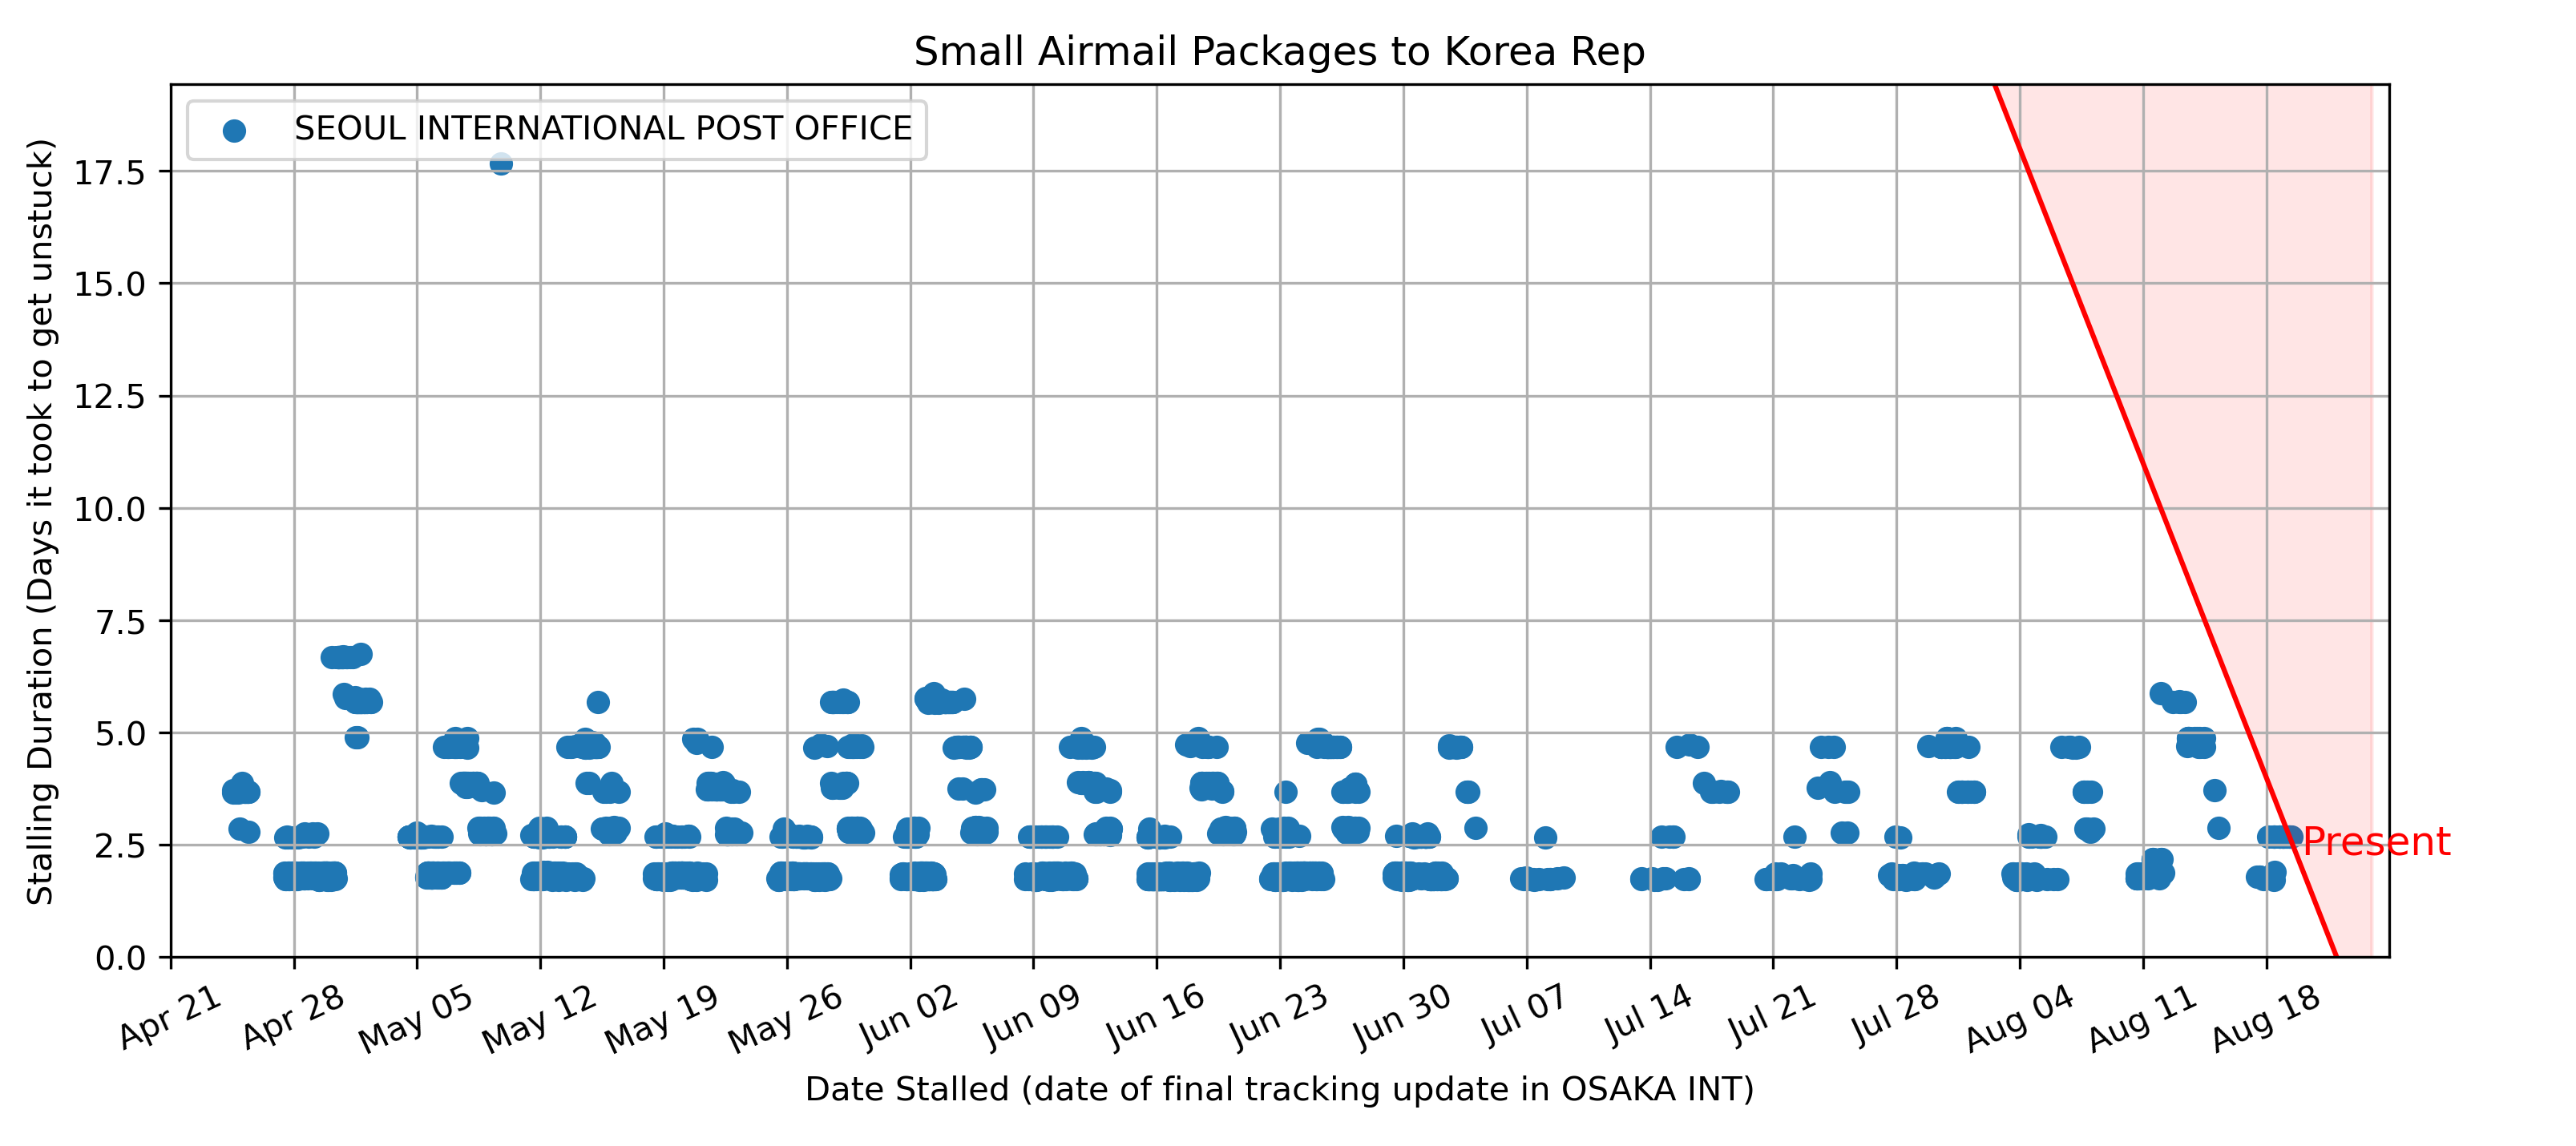 Small Airmail Packages to Korea Rep
SEOUL INTERNATIONAL POST OFFICE
Stalling Duration (Days it took to get unstuck)
17.5
15.0
12.5
10.0
7.5
5.0
2.5
0.0
Present
Apr 21
Apr 28
May 05
May 12
May 19
May 26
Jun 02
Jun 09
Jun 16
Jun 23
Jun 30
Jul 07
Jul 14
Jul 21
Jul 28
Aug 04
Aug 11
Aug 18
Date Stalled (date of final tracking update in OSAKA INT)